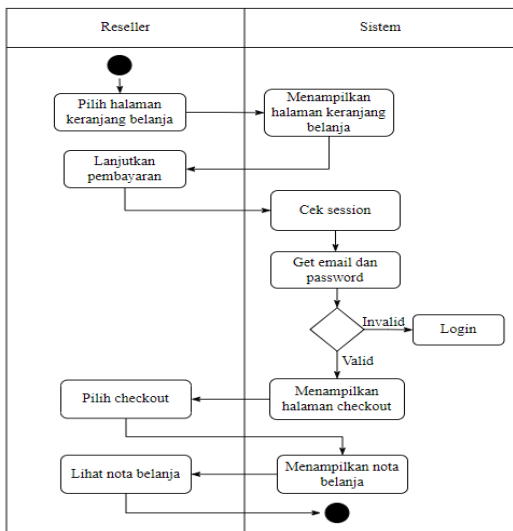 Reseller
Sistem
Pilih halaman
keranjang belanja
Menampilkan
halaman keranjang
belanja
Lanjutkan
pembayaran
Cek session
Get email dan
password
Invalid
Login
Valid
Pilih checkout
Menampilkan
halaman checkout
Lihat nota belanja
Menampilkan nota
belanja